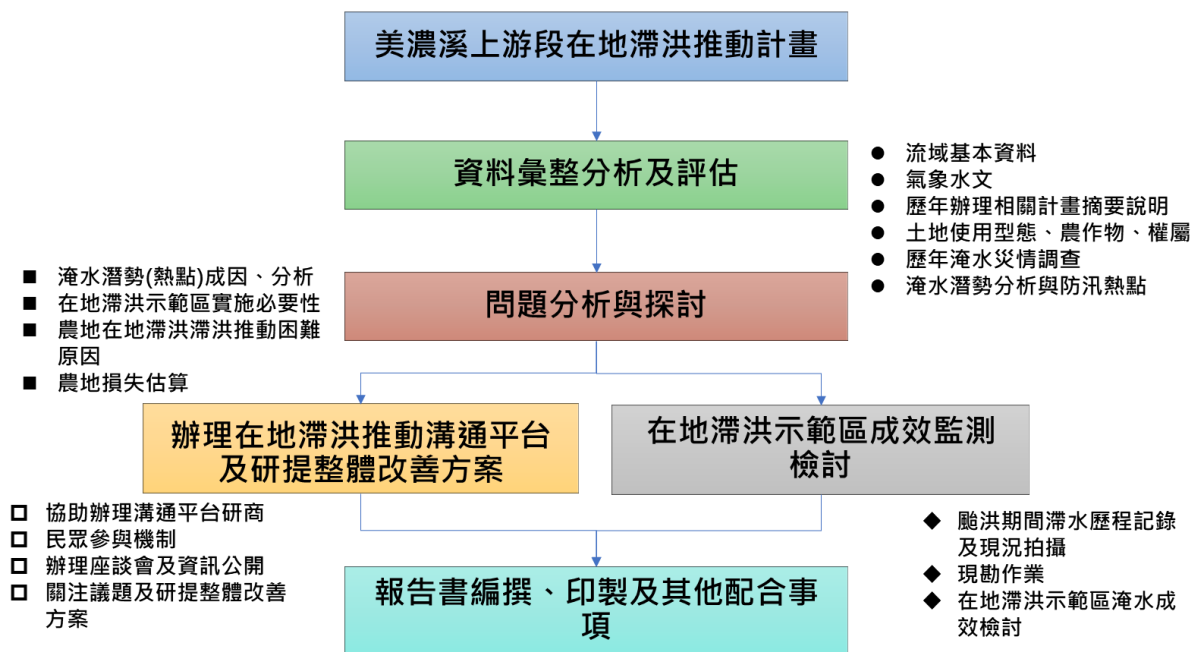 美濃溪上游段在地滯洪推動計畫
資料彙整分析及評估
● 流域基本資料
● 氣象水文
● 歷年辦理相關計畫摘要說明
● 土地使用型態、農作物、權屬
● 歷年淹水災情調查
● 淹水潛勢分析與防汛熱點
■ 淹水潛勢(熱點)成因、分析
■ 在地滯洪示範區實施必要性
■ 農地在地滯洪滯洪推動困難
原因
■ 農地損失估算
問題分析與探討
辦理在地滯洪推動溝通平台
及研提整體改善方案
在地滯洪示範區成效監測
檢討
□ 協助辦理溝通平台研商
□ 民眾參與機制
□ 辦理座談會及資訊公開
□ 關注議題及研提整體改善
方案
◆ 颱洪期間滯水歷程記錄
及現況拍攝
◆ 現勘作業
◆ 在地滯洪示範區淹水成
效檢討
報告書編撰、印製及其他配合事
項